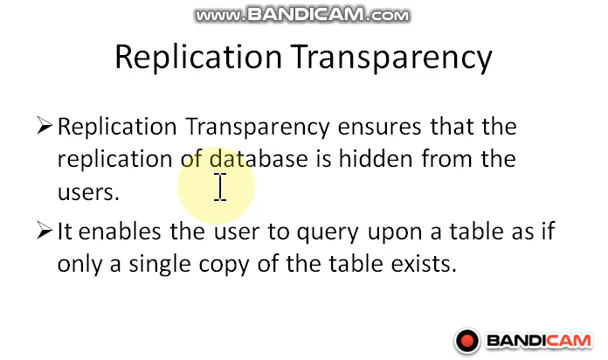 WWW.BANDICAM.COM
Replication Transparency
➤ Replication Transparency ensures that the
replication of database is hidden from the
users.
➤ It enables the user to query upon a table as if
only a single copy of the table exists.
BANDICAM